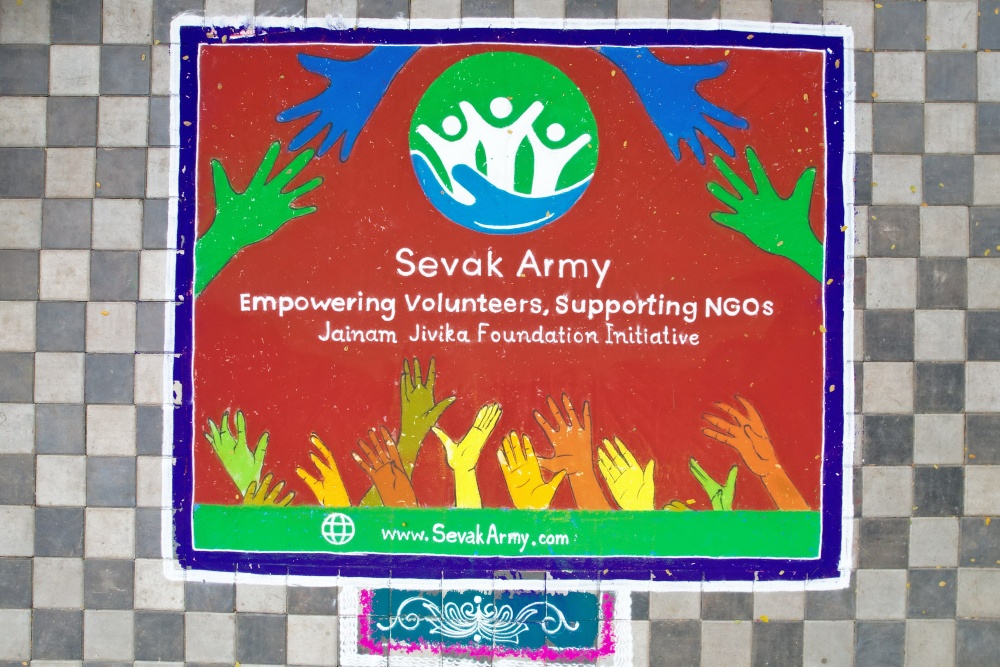 Sevak Army
Empowering Volunteers, Supporting NGOs
Jainam Jivika Foundation Initiative
www.SevakArmy.com